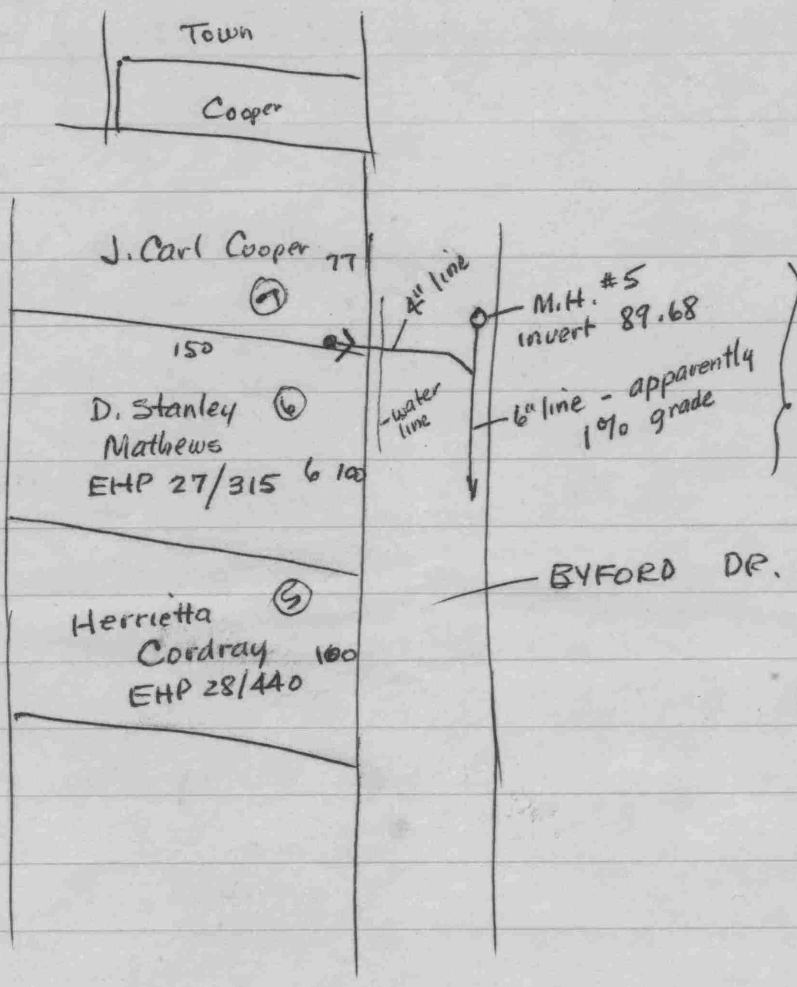 Town
Cooper
J. Carl Cooper 77
7
150
4" line
M.H. #5
invert 89.68
water
line
6" line - apparently
1% grade
D. Stanley 6
Mathews
EHP 27/315 6 100
BYFORD DR.
Herrietta 5
Cordray 100
EHP 28/440